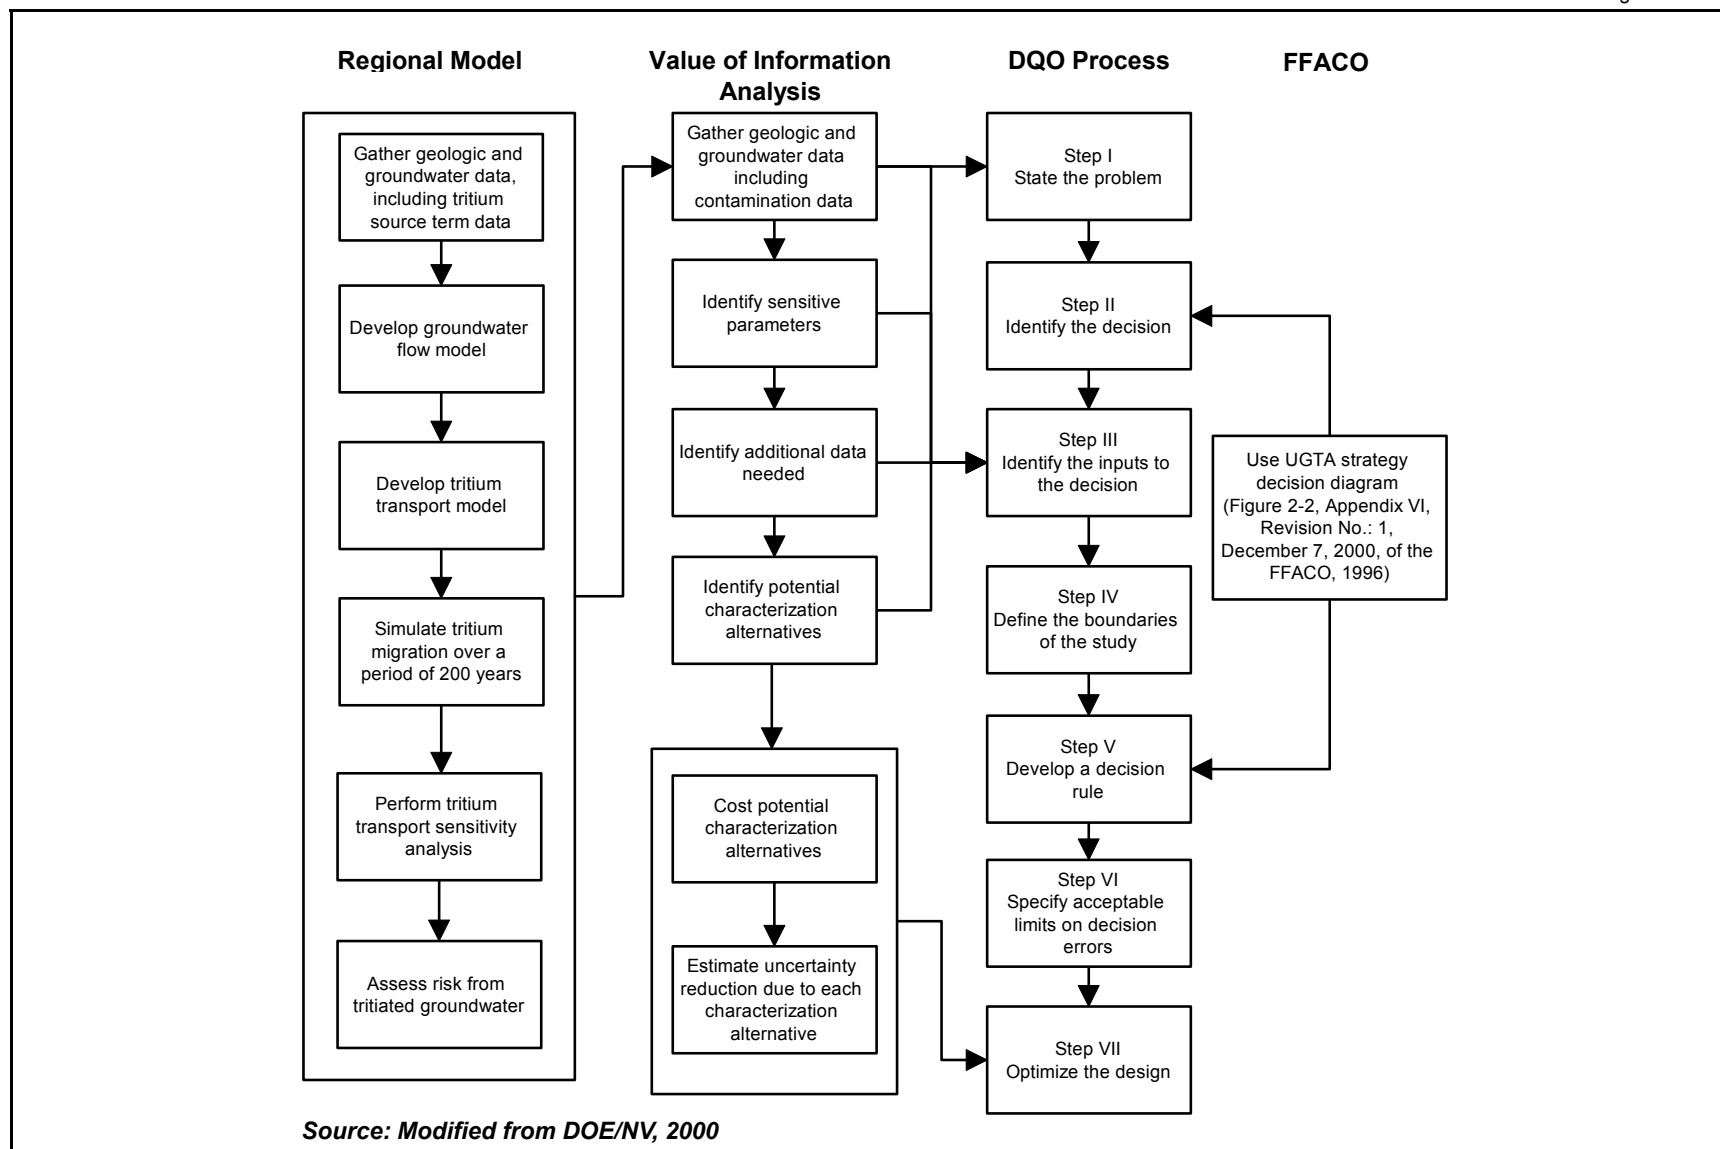 Regional Model
Value of Information
Analysis
DQO Process
FFACO
Gather geologic and
groundwater data,
including tritium
source term data
Develop groundwater
flow model
Develop tritium
transport model
Simulate tritium
migration over a
period of 200 years
Perform tritium
transport sensitivity
analysis
Assess risk from
tritiated groundwater
Gather geologic and
groundwater data
including
contamination data
Identify sensitive
parameters
Identify additional data
needed
Identify potential
characterization
alternatives
Cost potential
characterization
alternatives
Estimate uncertainty
reduction due to each
characterization
alternative
Step I
State the problem
Step II
Identify the decision
Step III
Identify the inputs to
the decision
Step IV
Define the boundaries
of the study
Step V
Develop a decision
rule
Step VI
Specify acceptable
limits on decision
errors
Step VII
Optimize the design
Use UGTA strategy
decision diagram
(Figure 2-2, Appendix VI,
Revision No.: 1,
December 7, 2000, of the
FFACO, 1996)
Source: Modified from DOE/NV, 2000